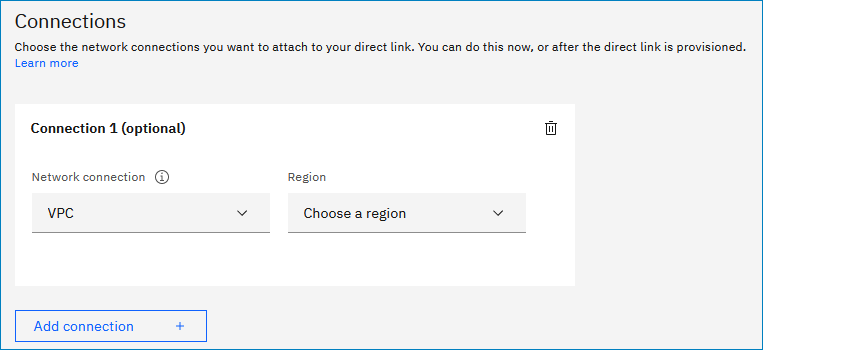 Connections
Choose the network connections you want to attach to your direct link. You can do this now, or after the direct link is provisioned.
Learn more
Connection 1 (optional)
Network connection Region
VPC Choose a region
Add connection +